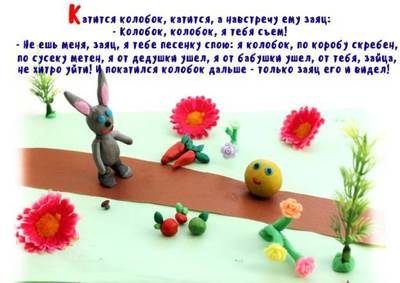 Катится колобок, катится, а навстречу ему заяц:
- Колобок, колобок, я тебя съем!
- Не ешь меня, заяц, я тебе песенку спою: я колобок, по коробу скребен,
по сусеку метен, я от дедушки ушел, я от бабушки ушел, от тебя, зайца,
не хитро уйти! И покатился колобок дальше - только заяц его и видел!